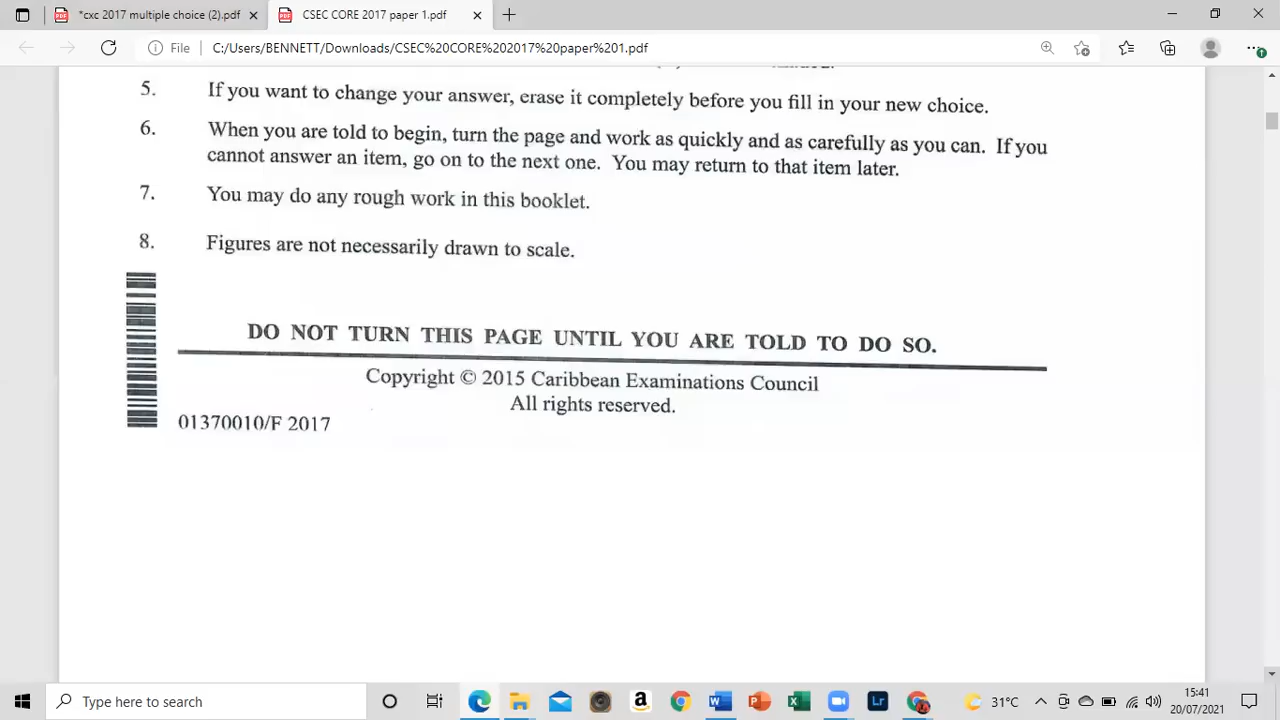 *cxc 2017 multiple choice (2).pdf
CSEC CORE 2017 paper 1.pdf
File
C:/Users/BENNETT/Downloads/CSEC%20CORE%202017%20paper%201.pdf
5. If you want to change your answer, erase it completely before you fill in your new choice.
6. When you are told to begin, turn the page and work as quickly and as carefully as you can. If you
cannot answer an item, go on to the next one. You may return to that item later.
7. You may do any rough work in this booklet.
8. Figures are not necessarily drawn to scale.
DO NOT TURN THIS PAGE UNTIL YOU ARE TOLD TO DO SO.
Copyright © 2015 Caribbean Examinations Council
All rights reserved.
01370010/F 2017
Type here to search
31°C
15:41
20/07/2021